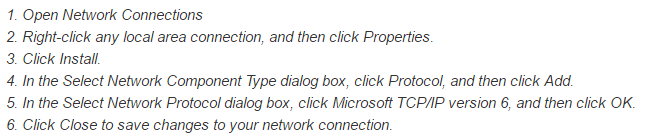 1. Open Network Connections
2. Right-click any local area connection, and then click Properties.
3. Click Install.
4. In the Select Network Component Type dialog box, click Protocol, and then click Add.
5. In the Select Network Protocol dialog box, click Microsoft TCP/IP version 6, and then click OK.
6. Click Close to save changes to your network connection.